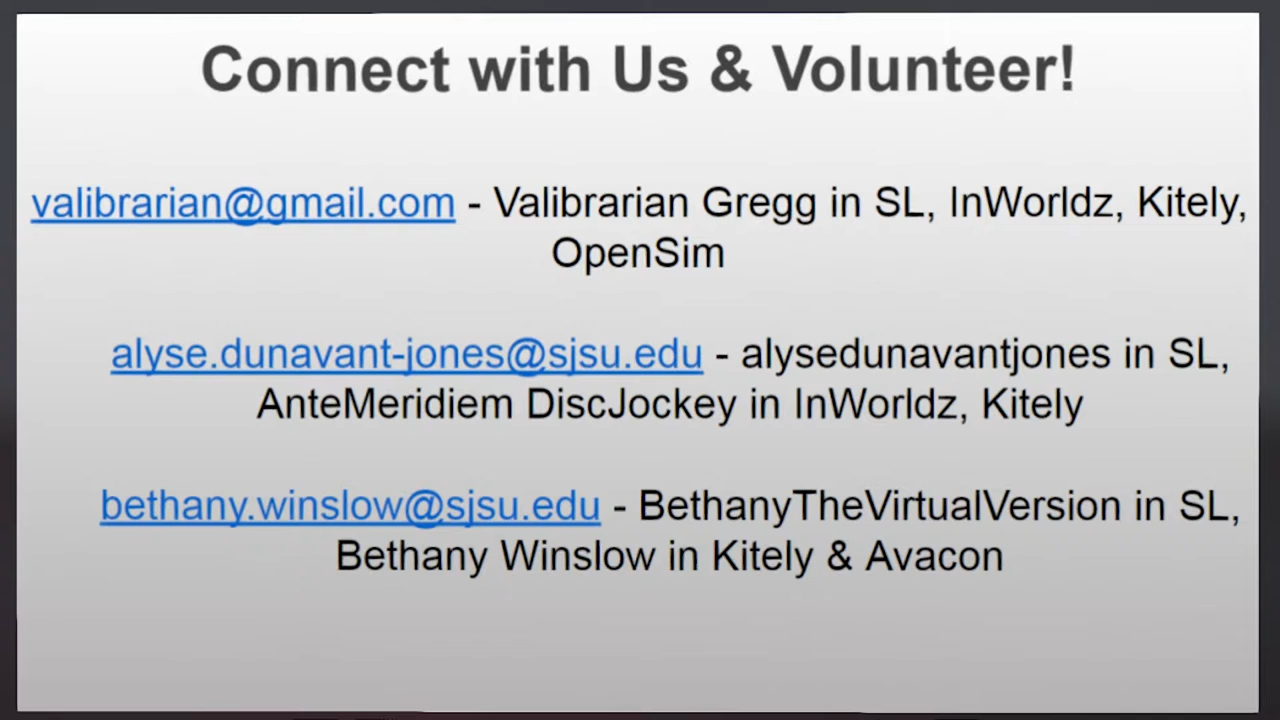 Connect with Us & Volunteer!
valibrarian@gmail.com - Valibrarian Gregg in SL, InWorldz, Kitely,
OpenSim
alyse.dunavant-jones@sjsu.edu - alysedunavantjones in SL,
AnteMeridiem DiscJockey in InWorldz, Kitely
bethany.winslow@sjsu.edu - BethanyTheVirtualVersion in SL,
Bethany Winslow in Kitely & Avacon